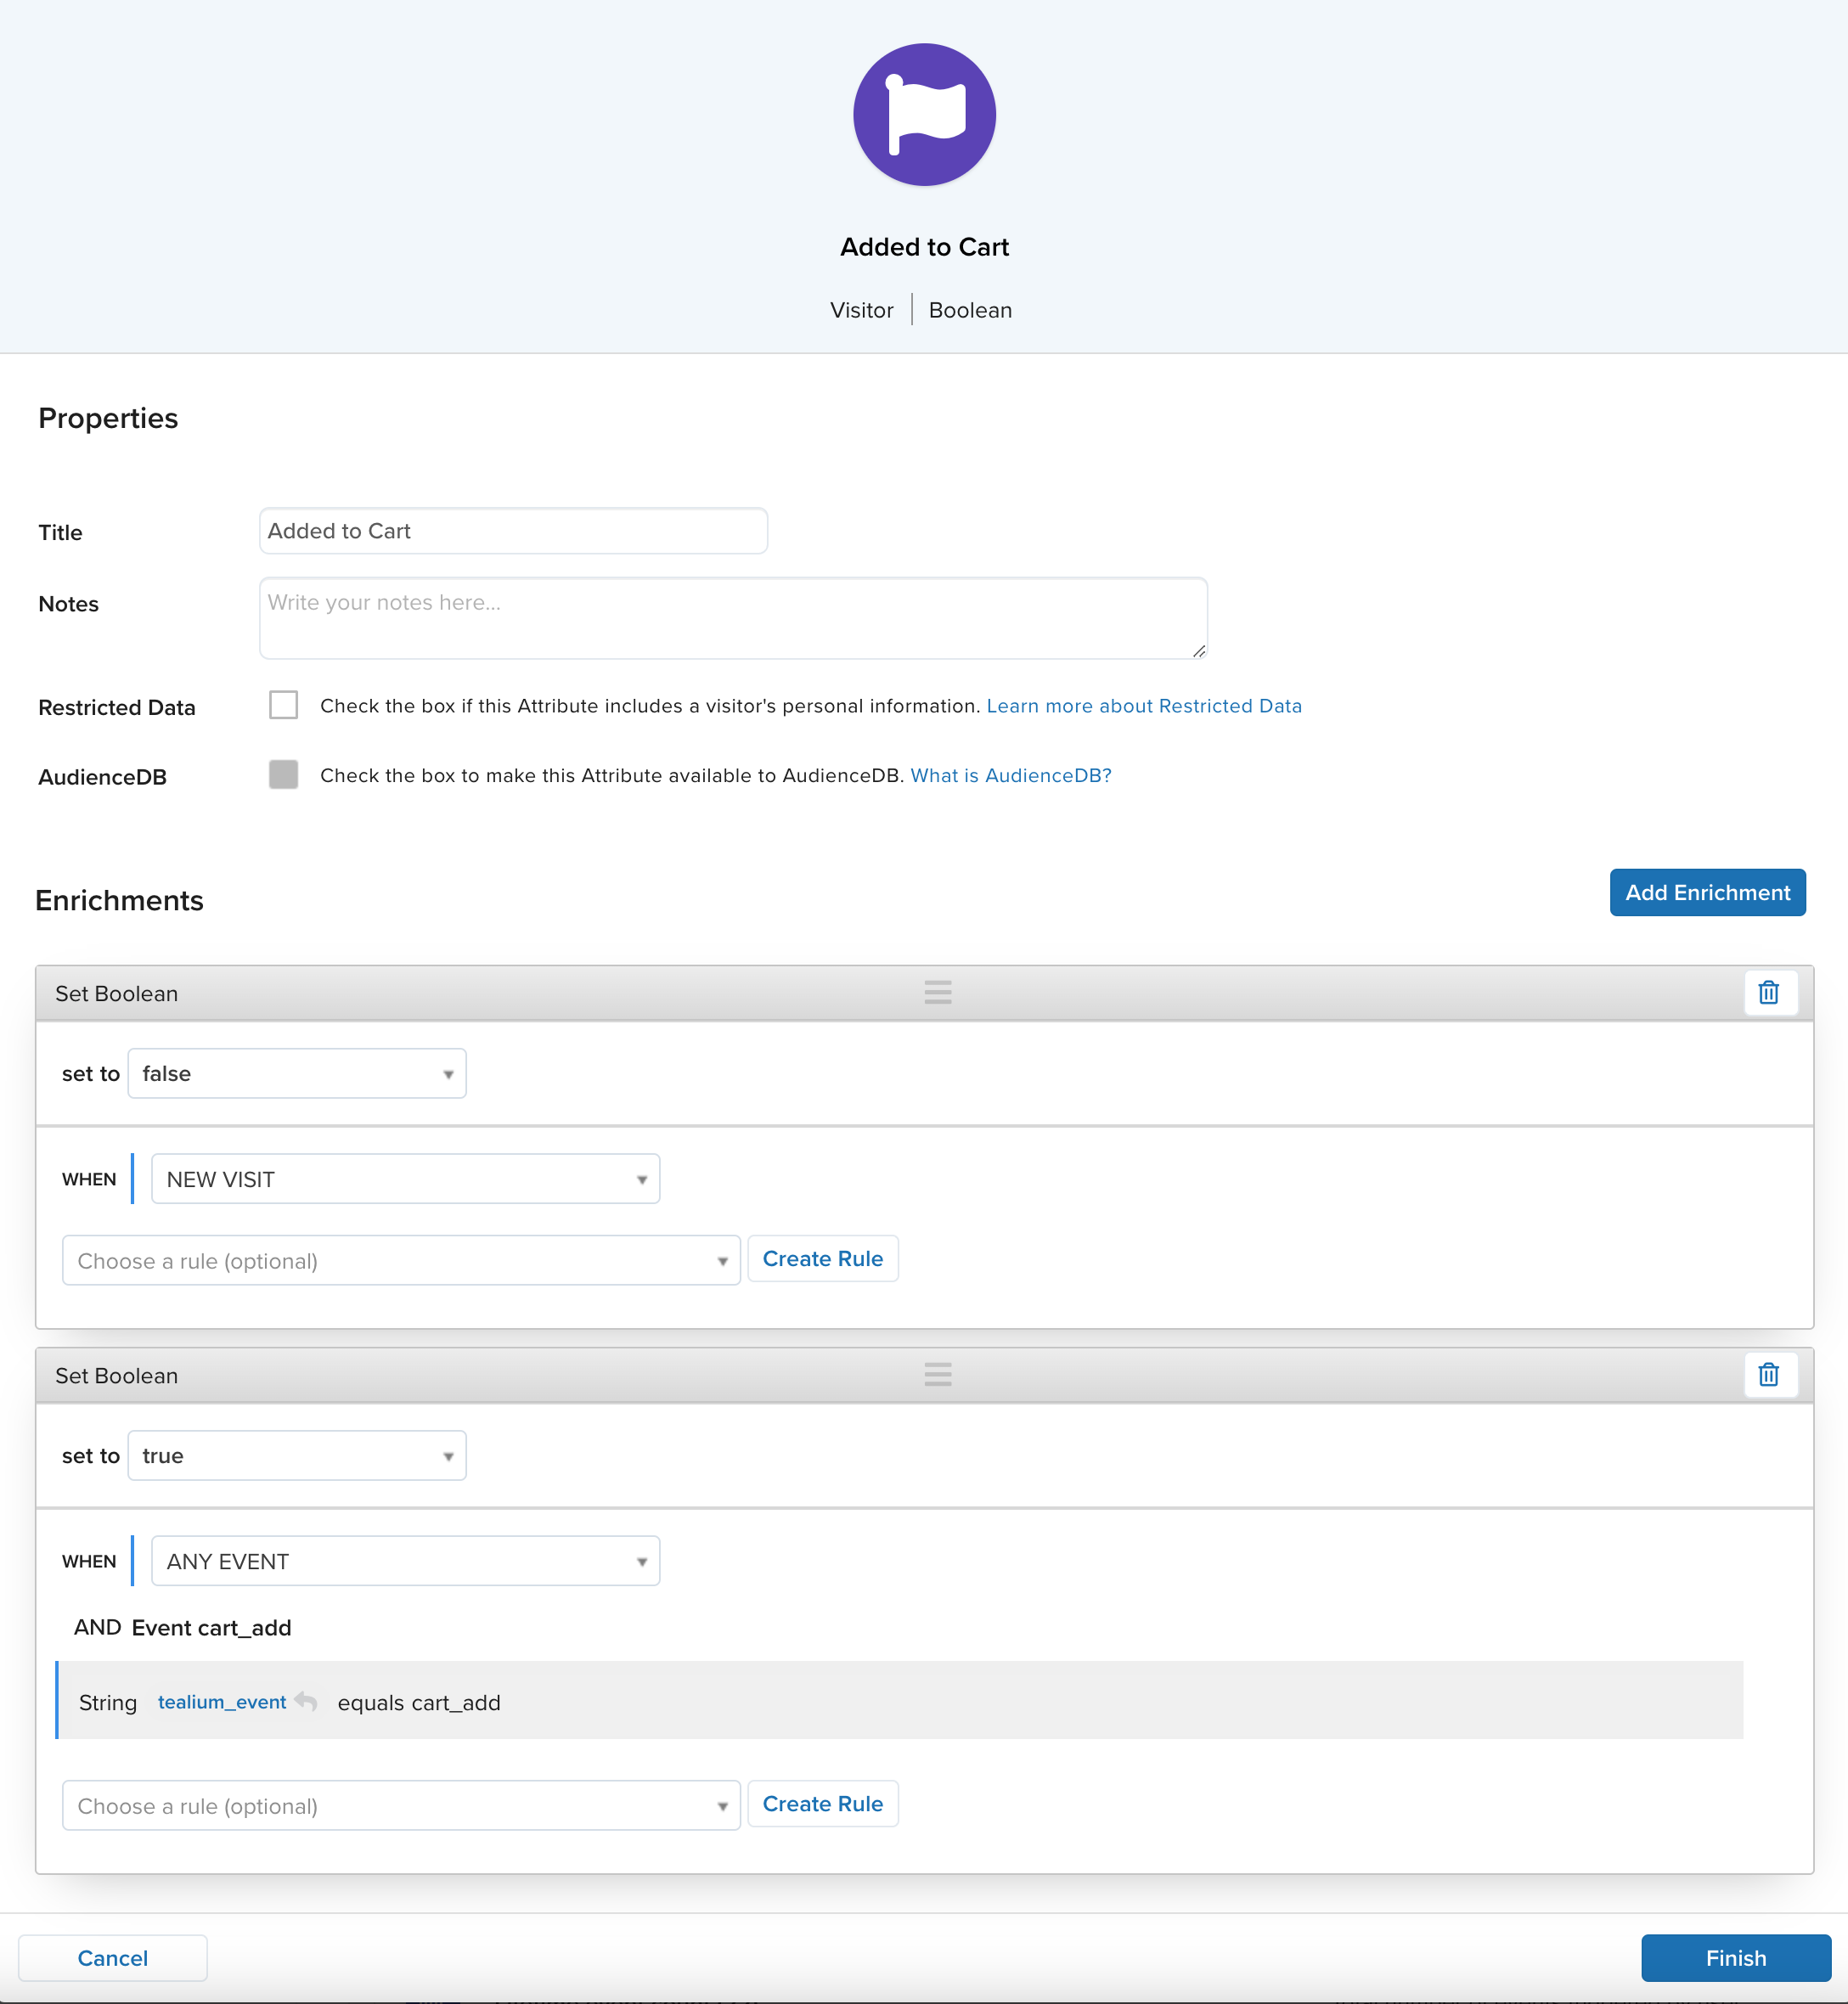 Added to Cart
Visitor Boolean
Properties
Title Added to Cart
Notes Write your notes here...
Restricted Data Check the box if this Attribute includes a visitor's personal information. Learn more about Restricted Data
AudienceDB Check the box to make this Attribute available to AudienceDB. What is AudienceDB?
Enrichments Add Enrichment
Set Boolean
set to false
WHEN NEW VISIT
Choose a rule (optional) Create Rule
Set Boolean
set to true
WHEN ANY EVENT
AND Event cart_add
String tealium_event equals cart_add
Choose a rule (optional) Create Rule
Cancel Finish